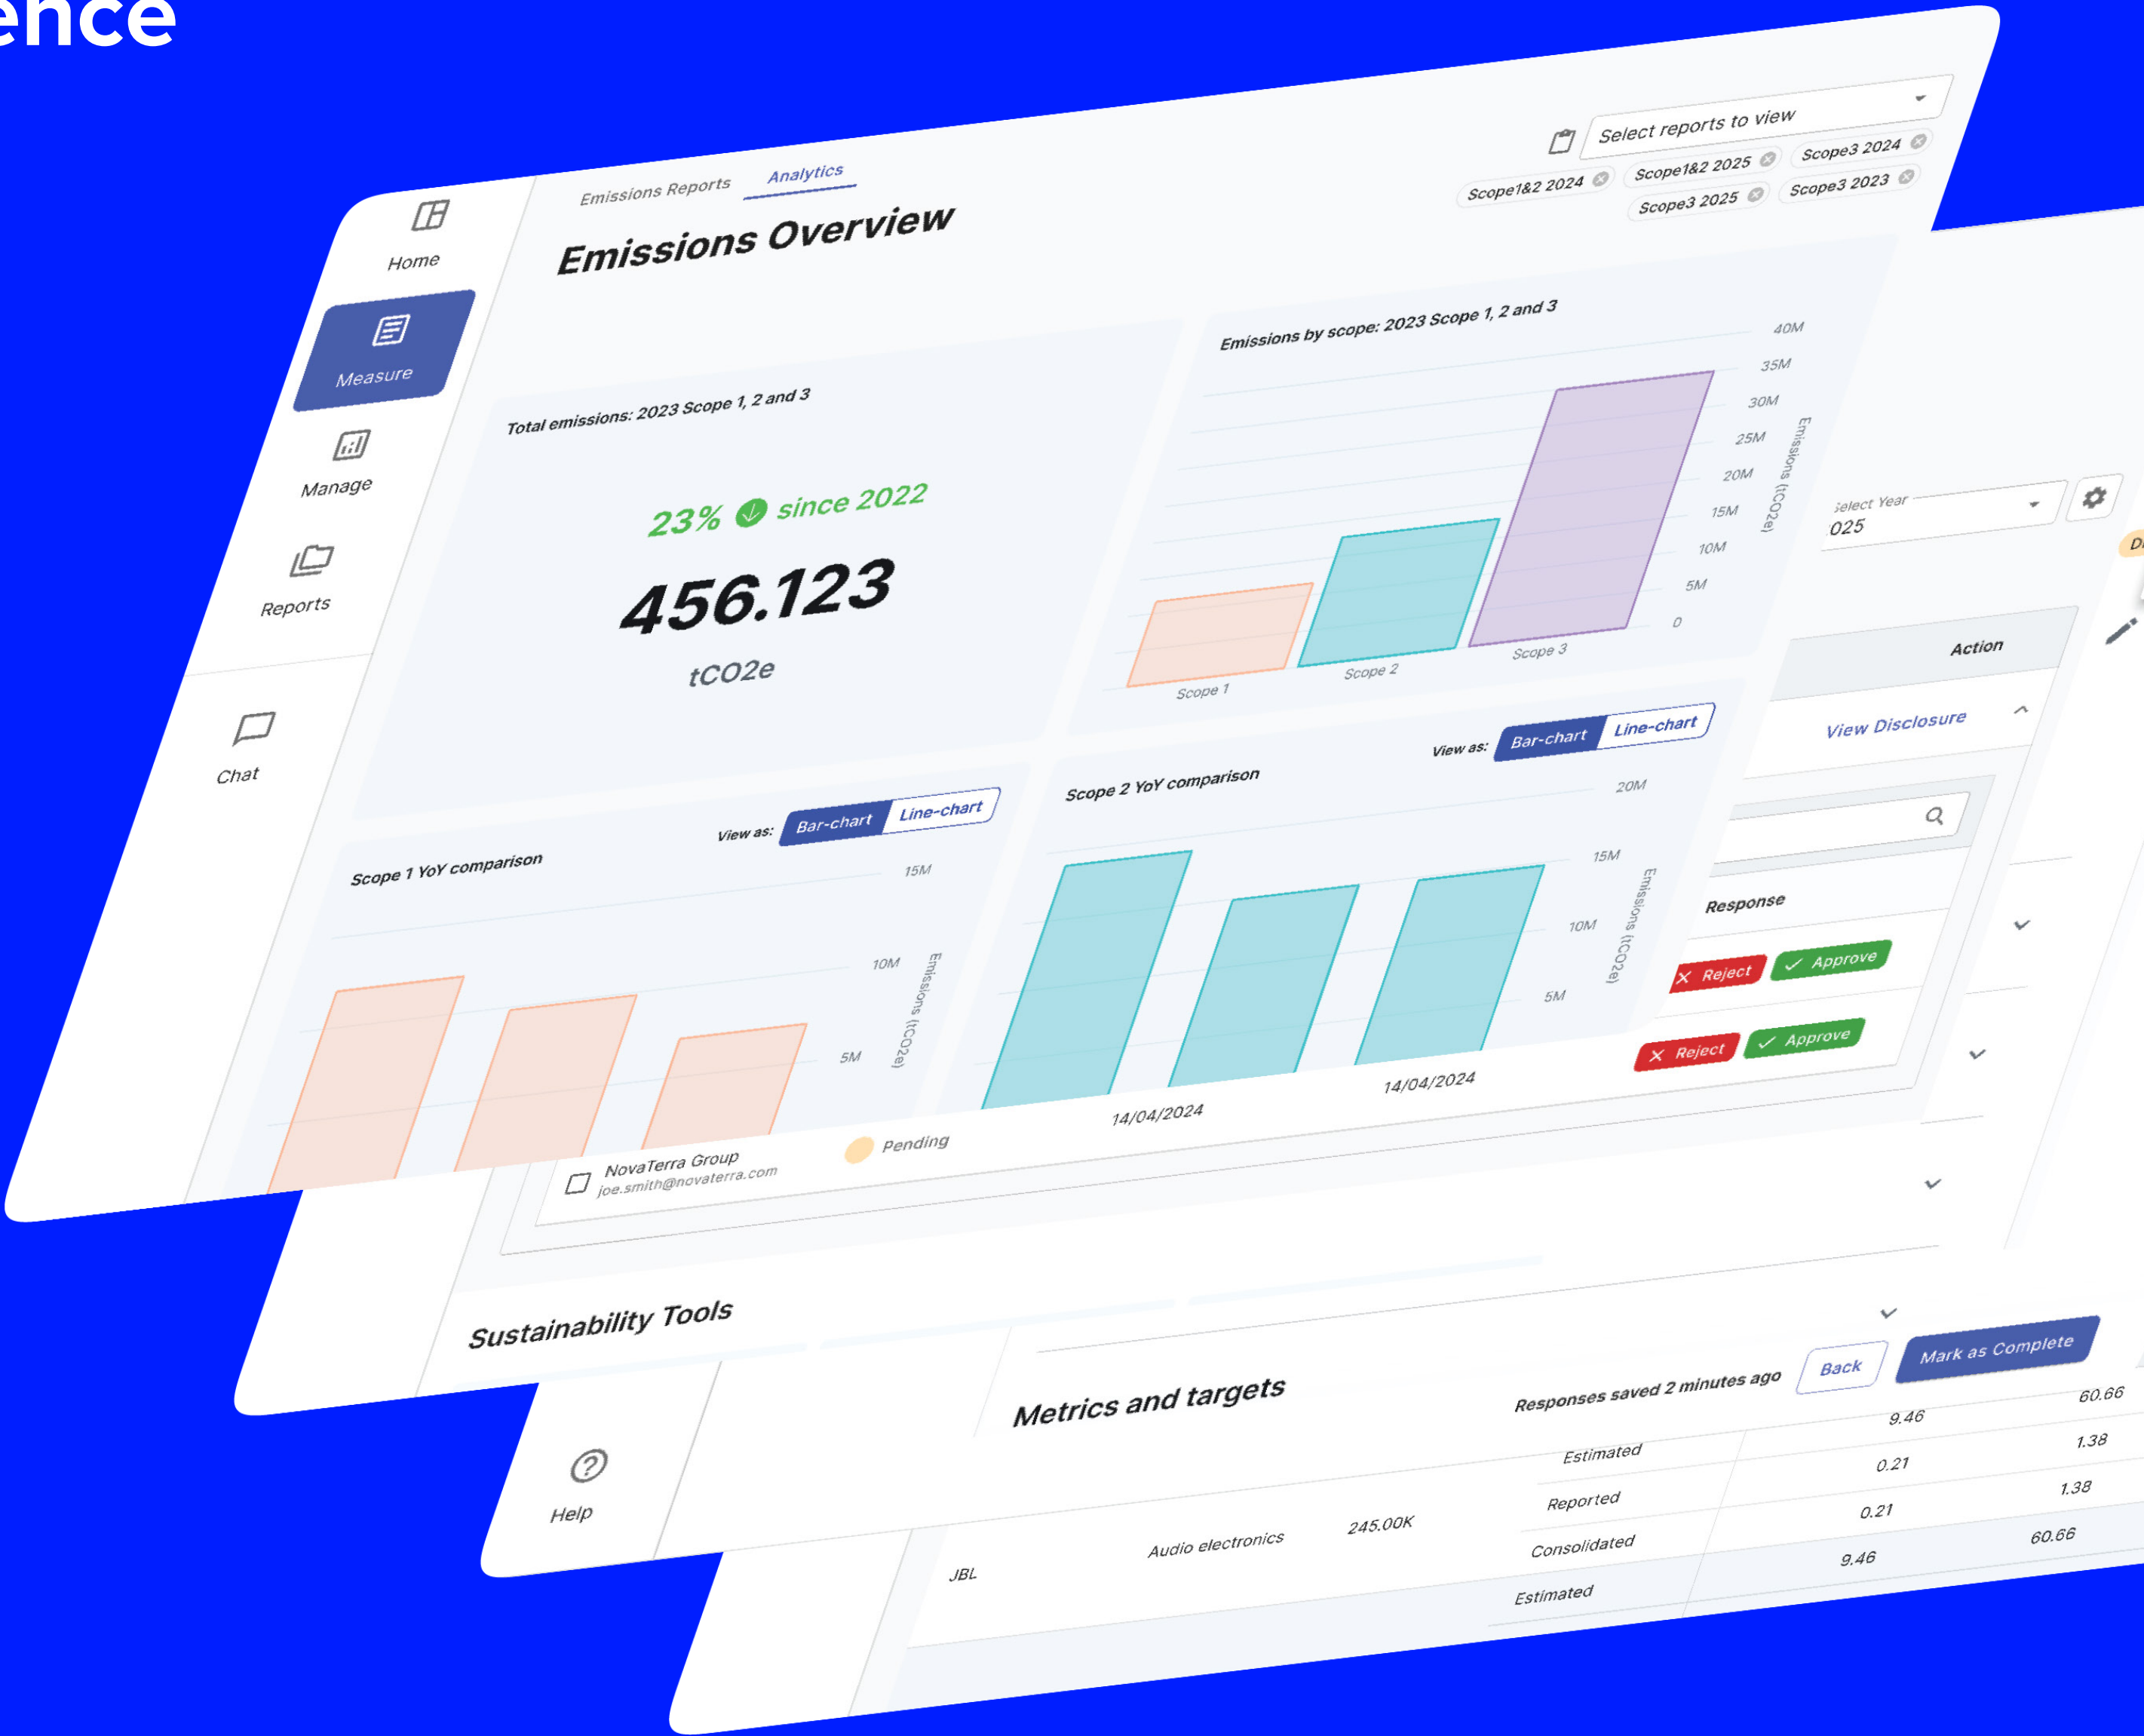 ence
Select reports to view
Scope1&2 2024
Scope1&2 2025
Scope3 2024
Scope3 2025
Scope3 2023
Emissions Reports
Analytics
Emissions Overview
Home
Measure
Manage
Reports
Chat
Total emissions: 2023 Scope 1, 2 and 3
23% since 2022
456.123
tCO2e
Emissions by scope: 2023 Scope 1, 2 and 3
40M
35M
30M
25M
20M
15M
10M
5M
0
Emissions (tCO2e)
Scope 1
Scope 2
Scope 3
Scope 1 YoY comparison
View as: Bar-chart Line-chart
15M
10M
5M
Emissions (tCO2e)
Scope 2 YoY comparison
View as: Bar-chart Line-chart
20M
15M
10M
5M
Emissions (tCO2e)
Select Year
025
Action
View Disclosure
Response
Reject Approve
Reject Approve
NovaTerra Group
joe.smith@novaterra.com
Pending
14/04/2024
14/04/2024
Sustainability Tools
Help
Metrics and targets
Responses saved 2 minutes ago
Back
Mark as Complete
Estimated 9.46 60.66
Reported 0.21 1.38
JBL Audio electronics 245.00K
Consolidated 0.21 1.38
Estimated 9.46 60.66